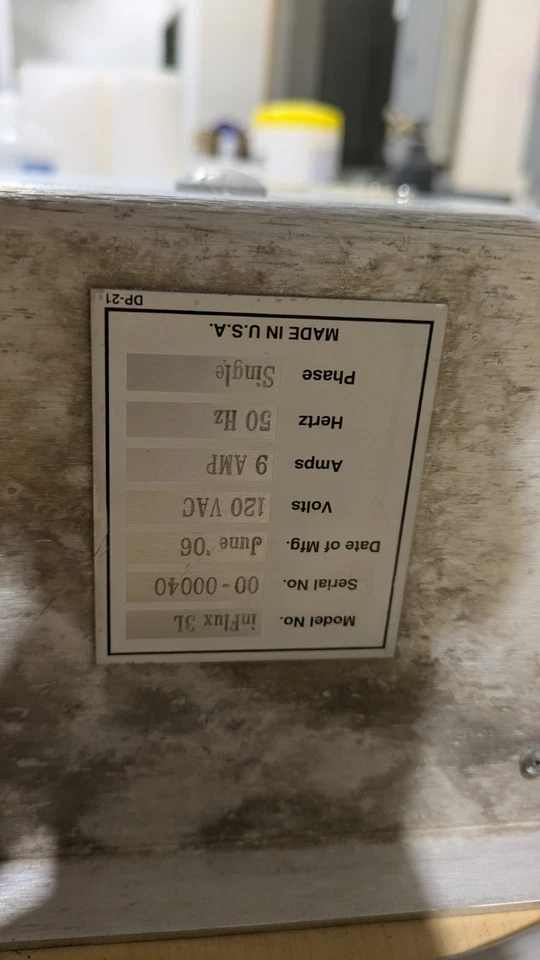 Model No. inFlux 3L
Serial No. 00-00040
Date of Mfg. June '06
Volts 120 VAC
Amps 9 AMP
Hertz 50 Hz
Phase Single
MADE IN U.S.A.
DP-21